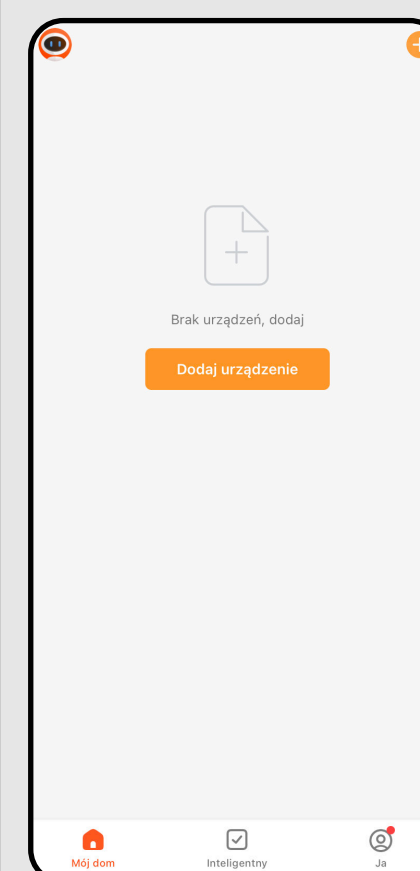 Brak urządzeń, dodaj
Dodaj urządzenie
Mój dom
Inteligentny
Ja